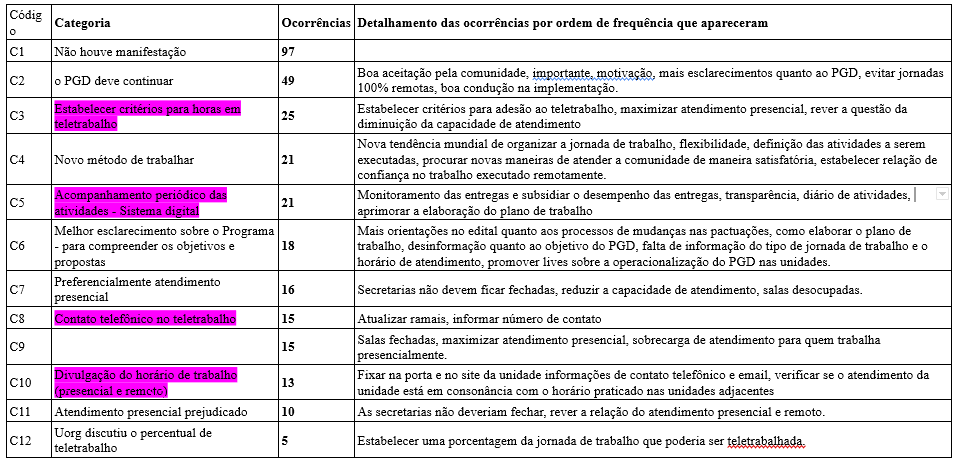 Códig
o
Categoria
Ocorrências
Detalhamento das ocorrências por ordem de frequência que apareceram
C1
Não houve manifestação
97
C2
o PGD deve continuar
49
Boa aceitação pela comunidade, importante, motivação, mais esclarecimentos quanto ao PGD, evitar jornadas
100% remotas, boa condução na implementação.
C3
Estabelecer critérios para horas em
teletrabalho
25
Estabelecer critérios para adesão ao teletrabalho, maximizar atendimento presencial, rever a questão da
diminuição da capacidade de atendimento
C4
Novo método de trabalhar
21
Nova tendência mundial de organizar a jornada de trabalho, flexibilidade, definição das atividades a serem
executadas, procurar novas maneiras de atender a comunidade de maneira satisfatória, estabelecer relação de
confiança no trabalho executado remotamente.
C5
Acompanhamento periódico das
atividades - Sistema digital
21
Monitoramento das entregas e subsidiar o desempenho das entregas, transparência, diário de atividades,
aprimorar a elaboração do plano de trabalho
C6
Melhor esclarecimento sobre o Programa
- para compreender os objetivos e
propostas
18
Mais orientações no edital quanto aos processos de mudanças nas pactuações, como elaborar o plano de
trabalho, desinformação quanto ao objetivo do PGD, falta de informação do tipo de jornada de trabalho e o
horário de atendimento, promover lives sobre a operacionalização do PGD nas unidades.
C7
Preferencialmente atendimento
presencial
16
Secretarias não devem ficar fechadas, reduzir a capacidade de atendimento, salas desocupadas.
C8
Contato telefônico no teletrabalho
15
Atualizar ramais, informar número de contato
C9
15
Salas fechadas, maximizar atendimento presencial, sobrecarga de atendimento para quem trabalha
presencialmente.
C10
Divulgação do horário de trabalho
(presencial e remoto)
13
Fixar na porta e no site da unidade informações de contato telefônico e email, verificar se o atendimento da
unidade está em consonância com o horário praticado nas unidades adjacentes
C11
Atendimento presencial prejudicado
10
As secretarias não deveriam fechar, rever a relação do atendimento presencial e remoto.
C12
Uorg discutiu o percentual de
teletrabalho
5
Estabelecer uma porcentagem da jornada de trabalho que poderia ser teletrabalhada.